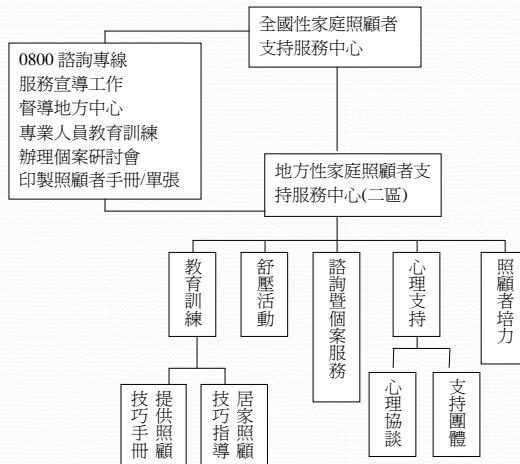 全國性家庭照顧者
支持服務中心
0800 諮詢專線
服務宣導工作
督導地方中心
專業人員教育訓練
辦理個案研討會
印製照顧者手冊/單張
地方性家庭照顧者支
持服務中心(二區)
教育訓練
舒壓活動
諮詢暨個案服務
心理支持
照顧者培力
提供照顧
技巧手冊
居家照顧
技巧指導
心理協談
支持團體